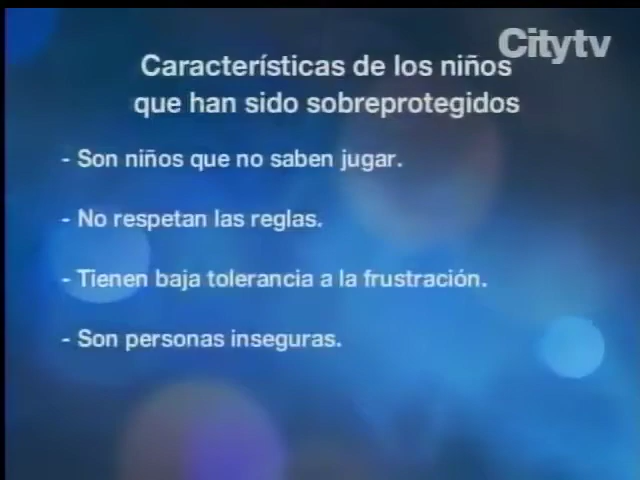 Citytv
Características de los niños
que han sido sobreprotegidos
- Son niños que no saben jugar.
- No respetan las reglas.
- Tienen baja tolerancia a la frustración.
- Son personas inseguras.